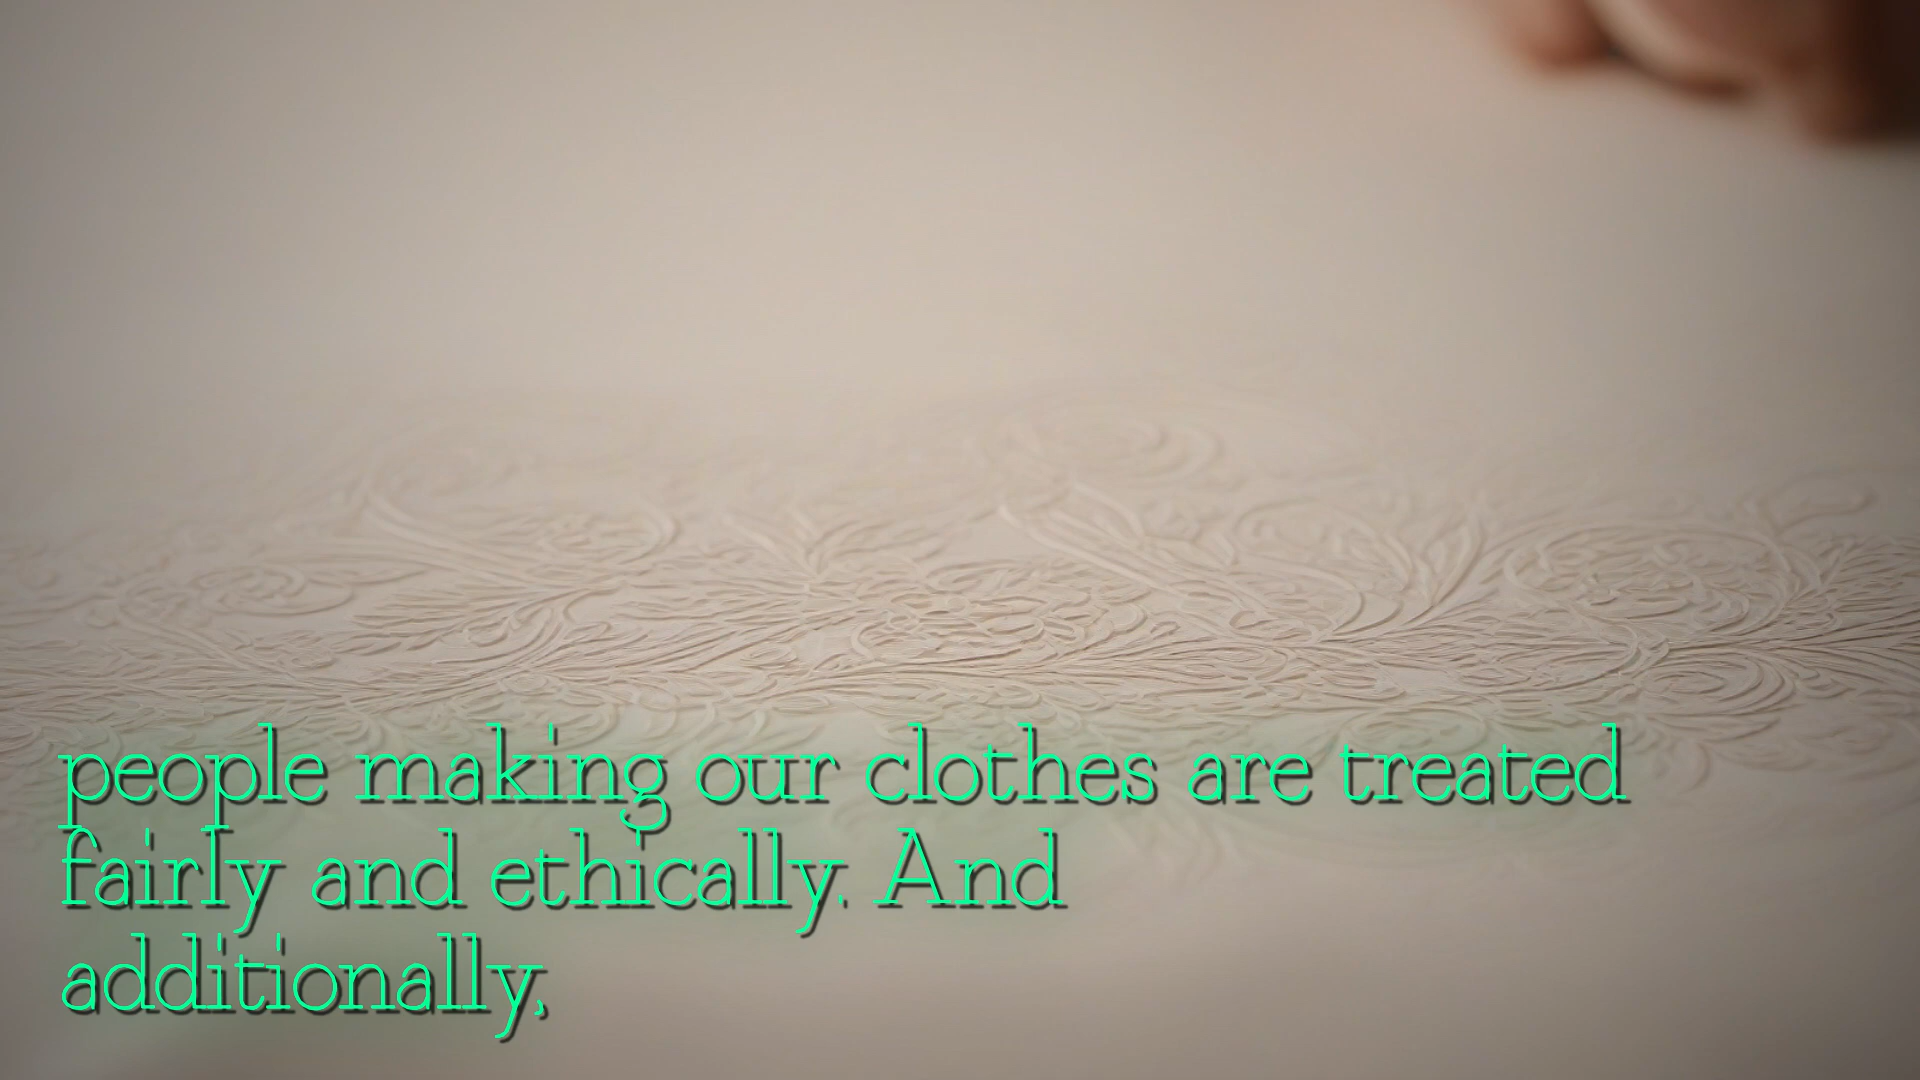 people making our clothes are treated
fairly and ethically. And
additionally,